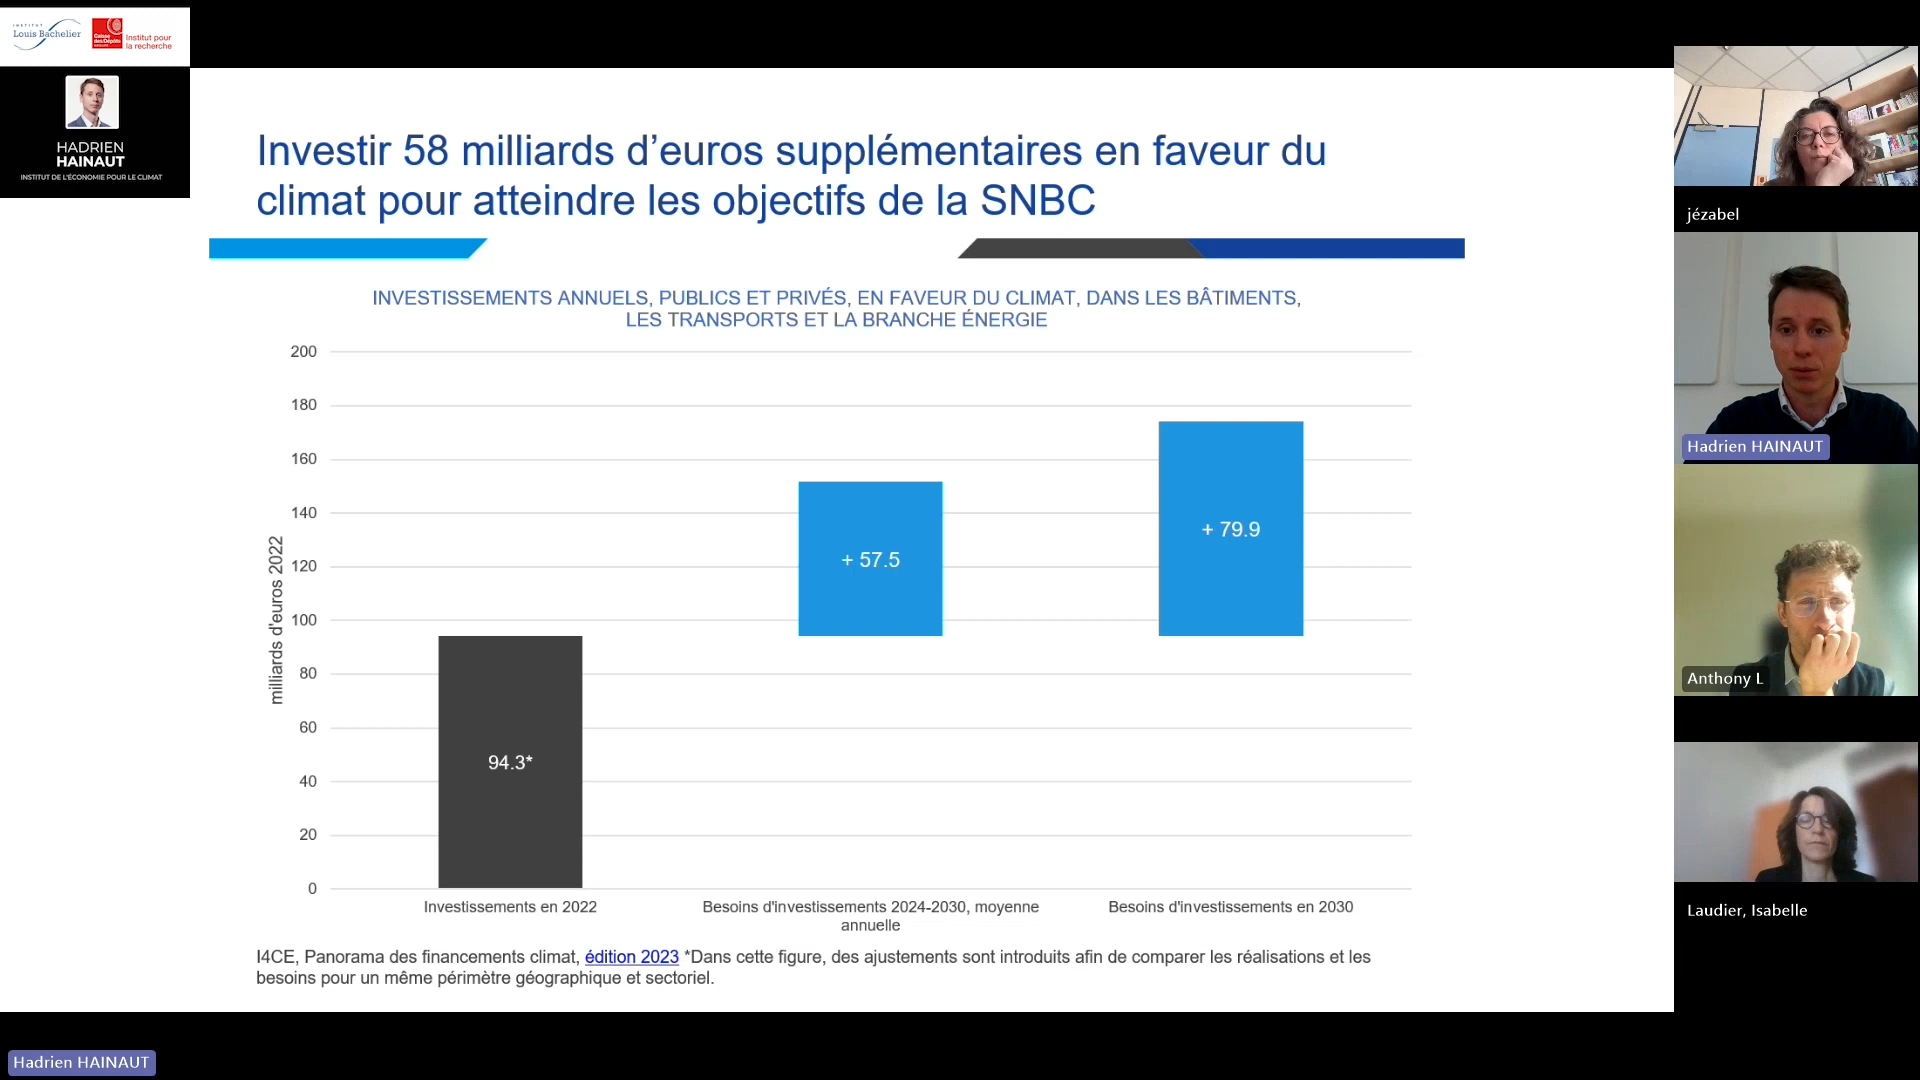 INSTITUT
Louis Bachelier
Caisse
des Dépôts
GROUPE
Institut pour
la recherche
HADRIEN
HAINAUT
INSTITUT DE L'ÉCONOMIE POUR LE CLIMAT
Investir 58 milliards d’euros supplémentaires en faveur du
climat pour atteindre les objectifs de la SNBC
INVESTISSEMENTS ANNUELS, PUBLICS ET PRIVÉS, EN FAVEUR DU CLIMAT, DANS LES BÂTIMENTS,
LES TRANSPORTS ET LA BRANCHE ÉNERGIE
milliards d'euros 2022
200
180
160
140
120
100
80
60
40
20
0
94.3*
+ 57.5
+ 79.9
Investissements en 2022
Besoins d'investissements 2024-2030, moyenne
annuelle
Besoins d'investissements en 2030
I4CE, Panorama des financements climat, édition 2023 *Dans cette figure, des ajustements sont introduits afin de comparer les réalisations et les
besoins pour un même périmètre géographique et sectoriel.
jézabel
Hadrien HAINAUT
Anthony L
Laudier, Isabelle
Hadrien HAINAUT